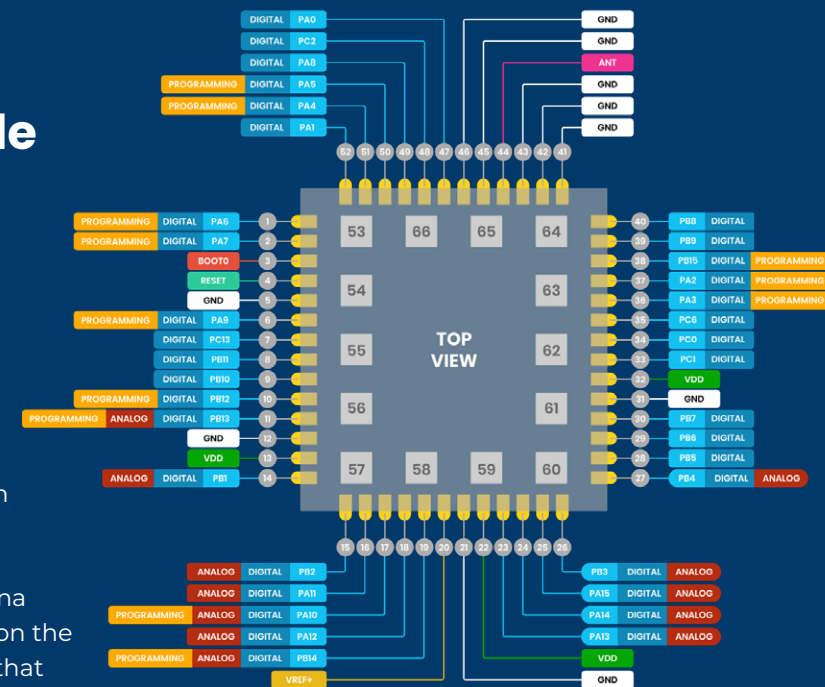 DIGITAL PA0
DIGITAL PC2
DIGITAL PA8
PROGRAMMING DIGITAL PA5
PROGRAMMING DIGITAL PA4
DIGITAL PA1
GND
GND
ANT
GND
GND
GND
le
52 51 50 49 48 47 46 45 44 43 42 41
PROGRAMMING DIGITAL PA6 1
PROGRAMMING DIGITAL PA7 2
BOOT0 3
RESET 4
GND 5
PROGRAMMING DIGITAL PA9 6
DIGITAL PC13 7
DIGITAL PB11 8
DIGITAL PB10 9
PROGRAMMING DIGITAL PB12 10
PROGRAMMING ANALOG DIGITAL PB13 11
GND 12
VDD 13
ANALOG DIGITAL PB1 14
53 66 65 64
54 63
55 62
TOP
VIEW
56 61
57 58 59 60
40 PB8 DIGITAL
39 PB9 DIGITAL
38 PB15 DIGITAL PROGRAMMING
37 PA2 DIGITAL PROGRAMMING
36 PA3 DIGITAL PROGRAMMING
35 PC6 DIGITAL
34 PC0 DIGITAL
33 PC1 DIGITAL
32 VDD
31 GND
30 PB7 DIGITAL
29 PB6 DIGITAL
28 PB5 DIGITAL
27 PB4 DIGITAL ANALOG
15 16 17 18 19 20 21 22 23 24 25 26
ANALOG DIGITAL PB2
ANALOG DIGITAL PA11
PROGRAMMING ANALOG DIGITAL PA10
ANALOG DIGITAL PA12
PROGRAMMING ANALOG DIGITAL PB14
VREF+
PB3 DIGITAL ANALOG
PA15 DIGITAL ANALOG
PA14 DIGITAL ANALOG
PA13 DIGITAL ANALOG
VDD
GND
n
na
on the
that